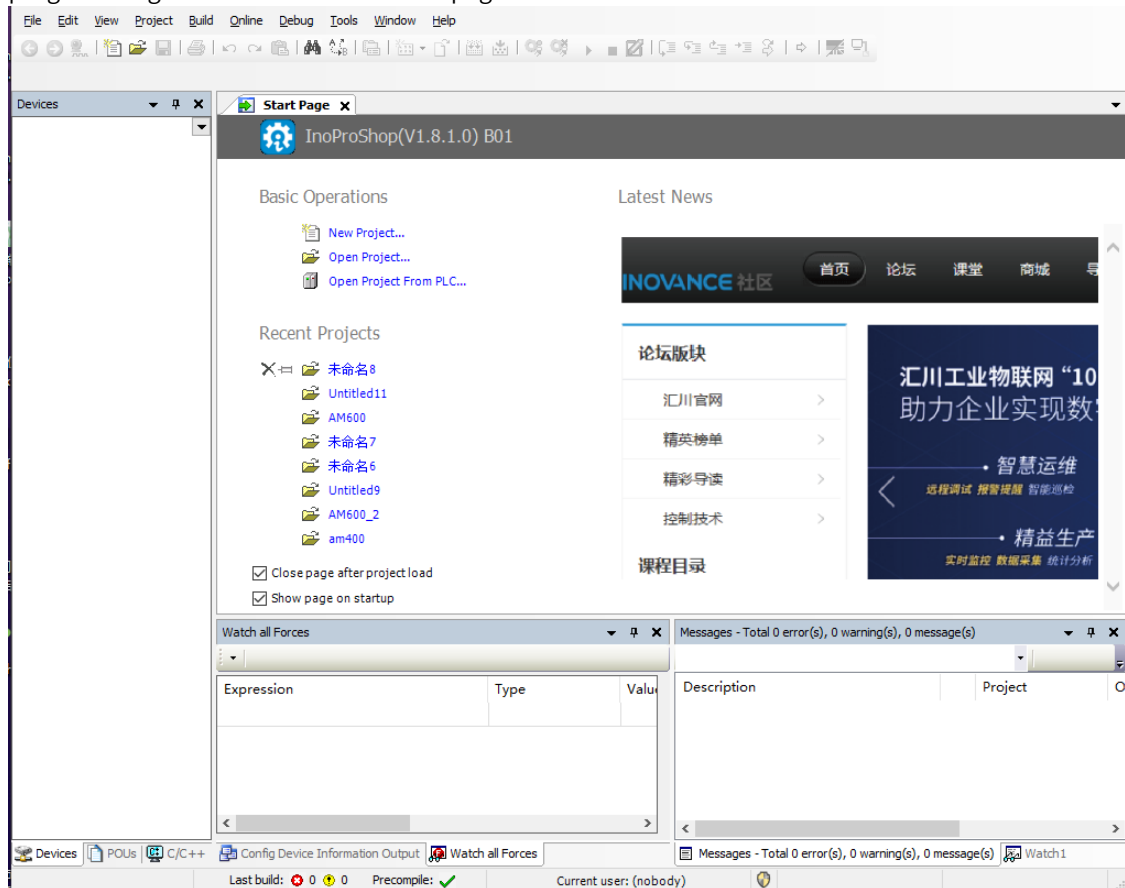 File Edit View Project Build Online Debug Tools Window Help
Devices
Start Page
InoProShop(V1.8.1.0) B01
Basic Operations
New Project...
Open Project...
Open Project From PLC...
Recent Projects
未命名8
Untitled11
AM600
未命名7
未命名6
Untitled9
AM600_2
am400
Close page after project load
Show page on startup
Latest News
INOVANCE 社区 首页 论坛 课堂 商城
论坛版块
汇川官网
精英榜单
精彩导读
控制技术
课程目录
汇川工业物联网 “10
助力企业实现数
• 智慧运维
远程调试 报警提醒 智能巡检
• 精益生产
实时监控 数据采集 统计分析
Watch all Forces
Expression Type Valu
Messages - Total 0 error(s), 0 warning(s), 0 message(s)
Description Project O
Devices POUs C/C++ Config Device Information Output Watch all Forces Messages - Total 0 error(s), 0 warning(s), 0 message(s) Watch1
Last build: 0 0 Precompile: Current user: (nobody)